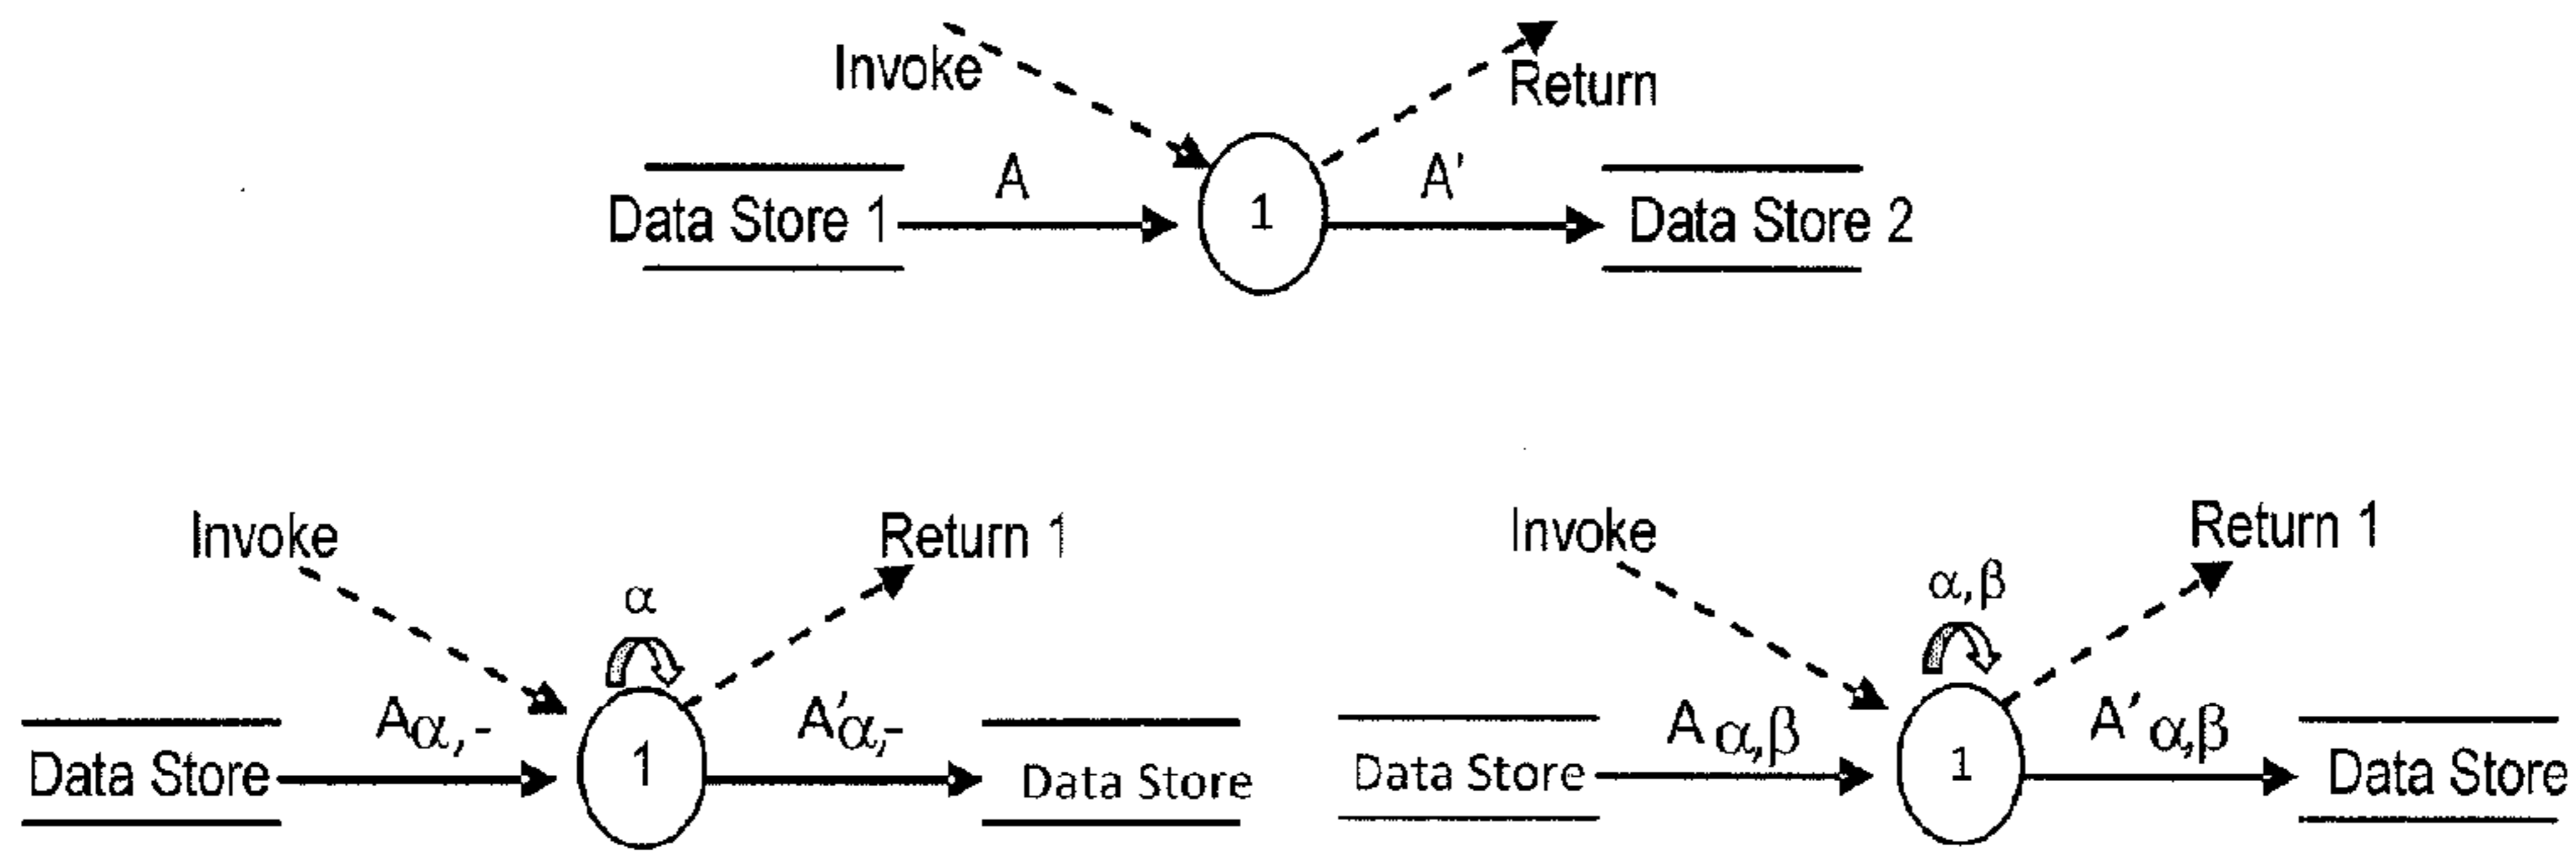 Invoke
Return
A
A'
Data Store 1
1
Data Store 2
Invoke
Return 1
α
Aα,-
A'α,-
Data Store
1
Data Store
Invoke
Return 1
α,β
A α,β
A' α,β
Data Store
1
Data Store